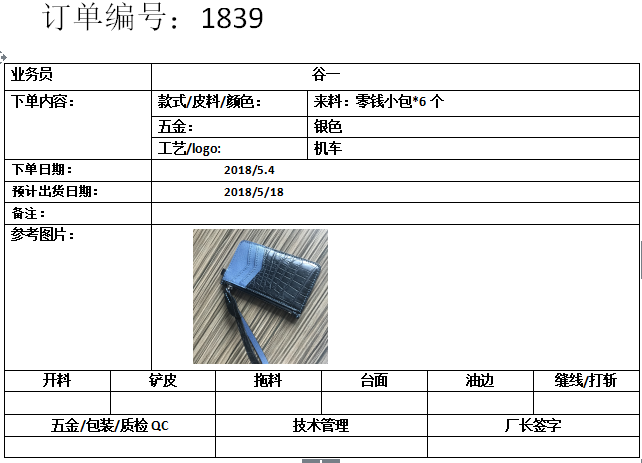 订单编号：1839
业务员 谷一
下单内容： 款式/皮料/颜色： 来料：零钱小包*6 个
五金： 银色
工艺/logo: 机车
下单日期： 2018/5.4
预计出货日期： 2018/5/18
备注：
参考图片：
开料 铲皮 拖料 台面 油边 缝线/打斩
五金/包装/质检 QC 技术管理 厂长签字